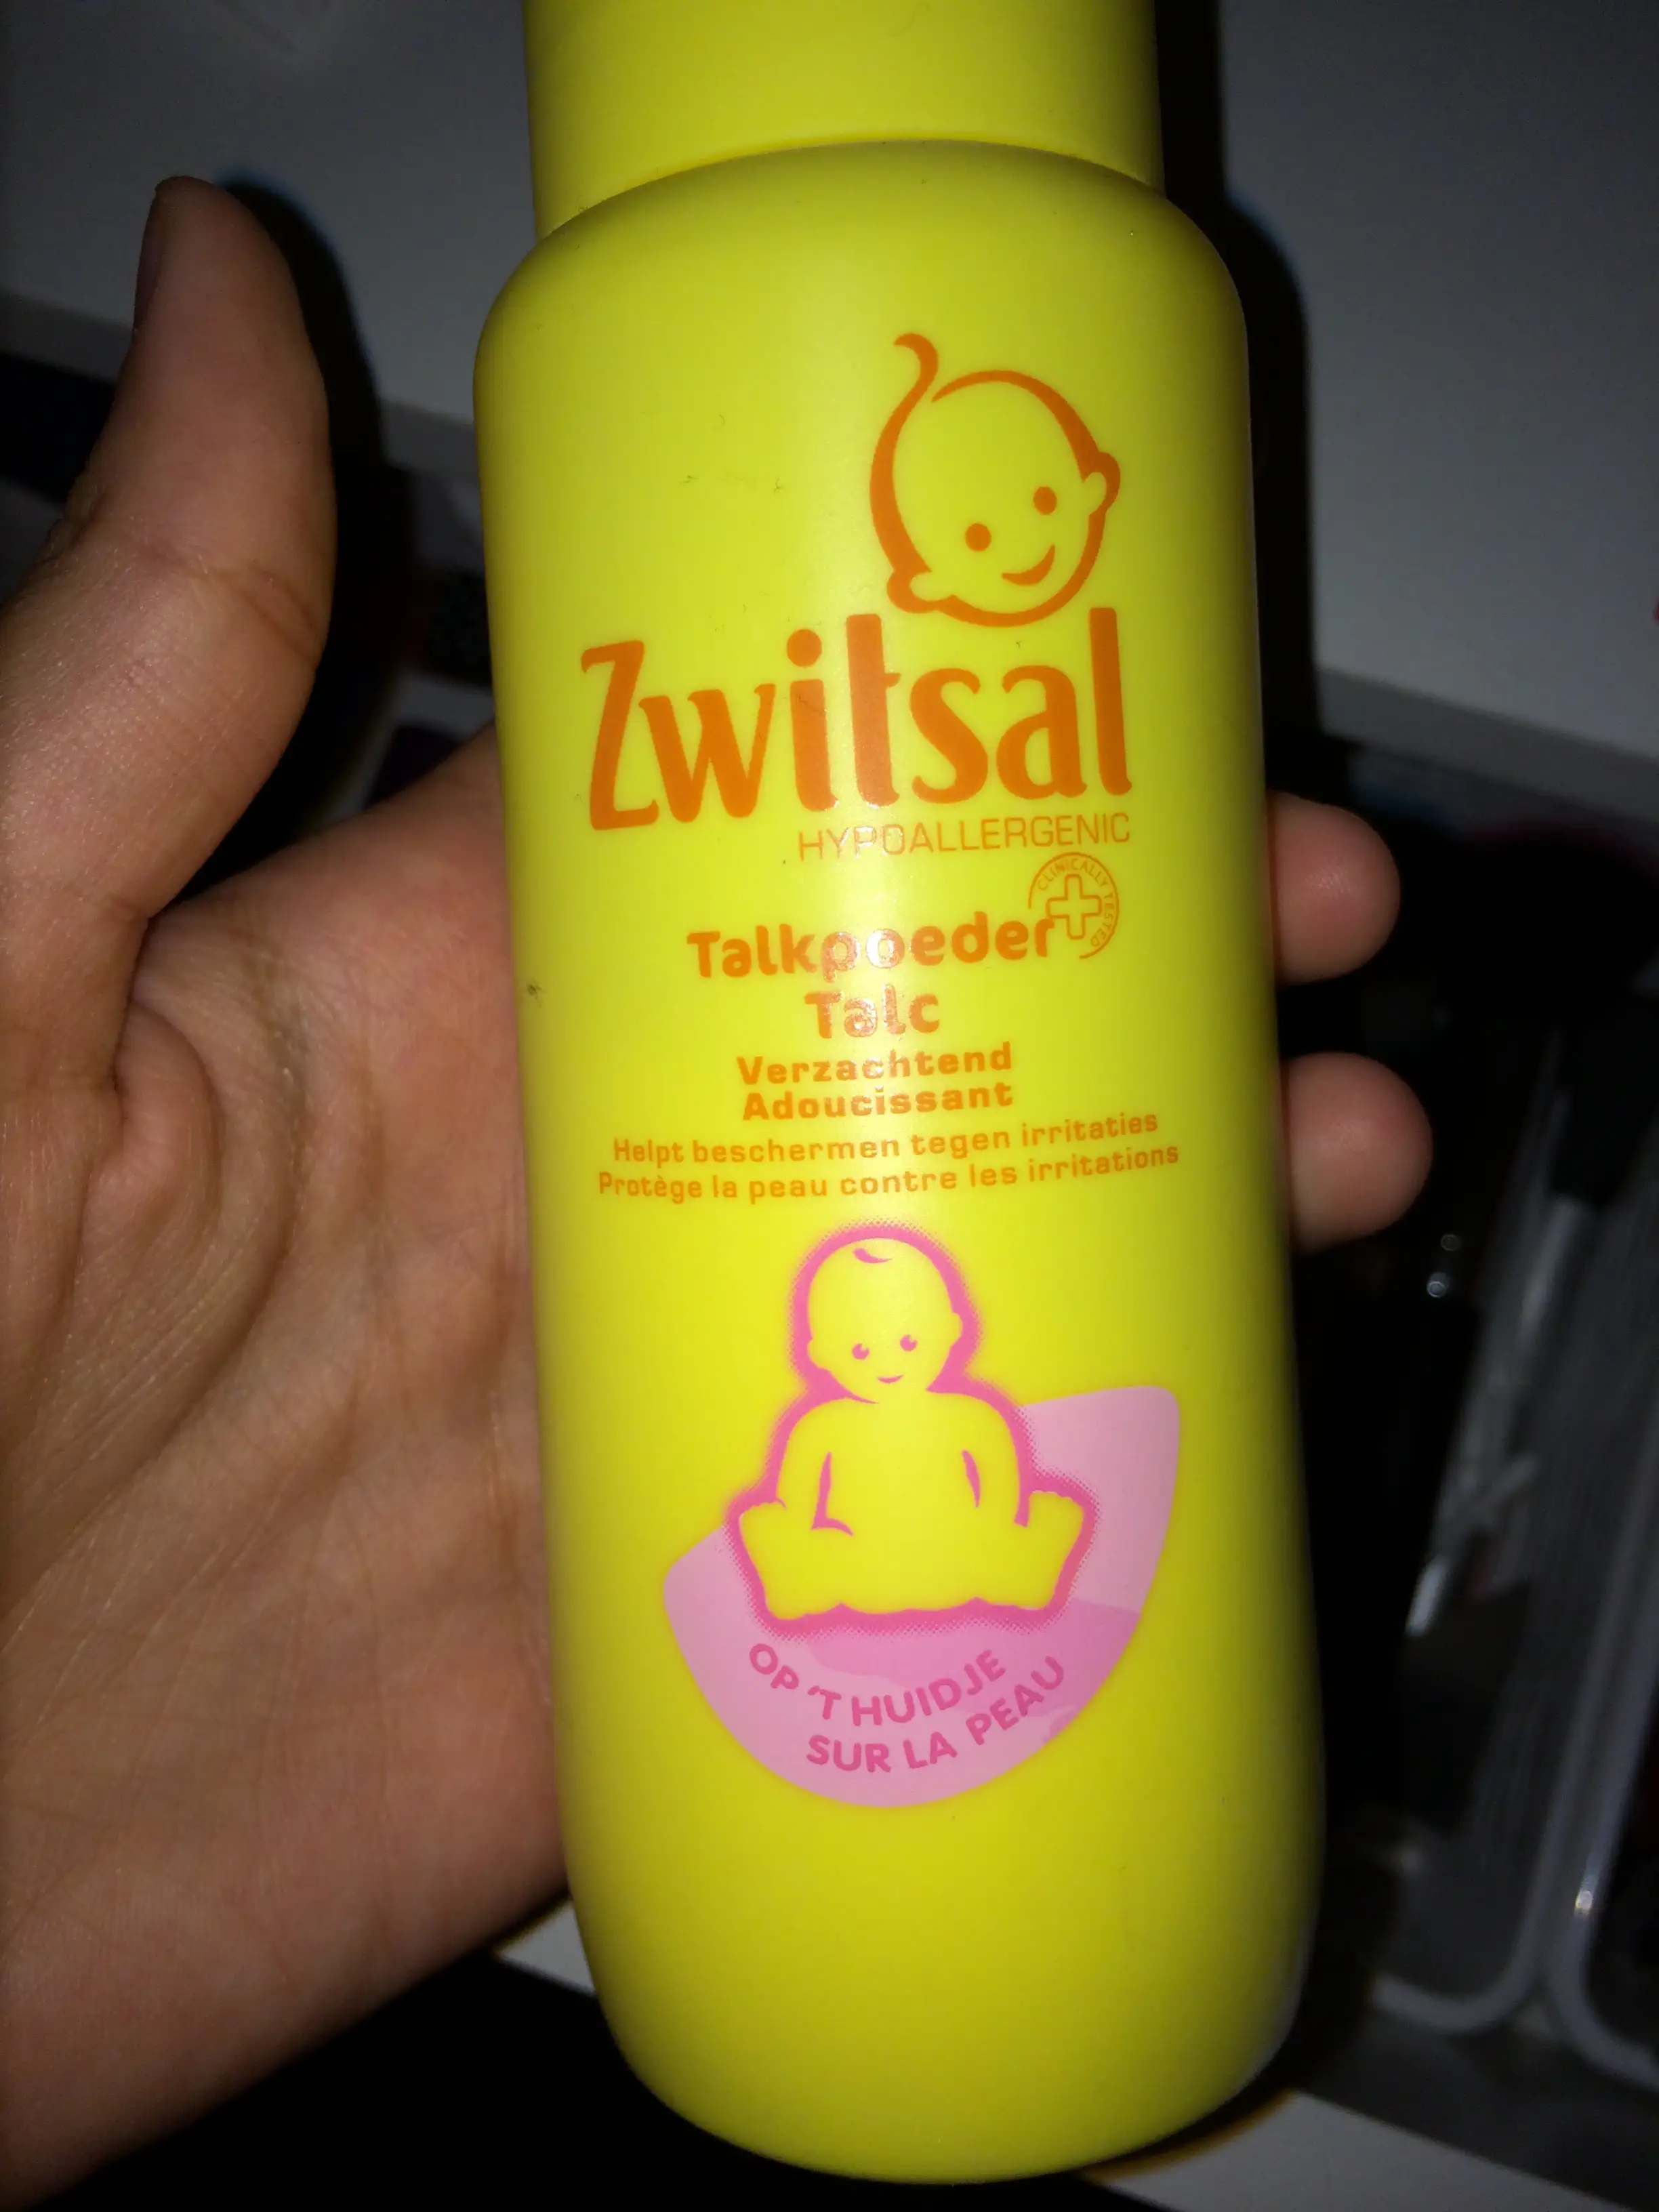 Zwitsal
HYPOALLERGENIC
CLINICALLY TESTED
Talkpoeder
Talc
Verzachtend
Adoucissant
Helpt beschermen tegen irritaties
Protège la peau contre les irritations
OP 'T HUIDJE
SUR LA PEAU